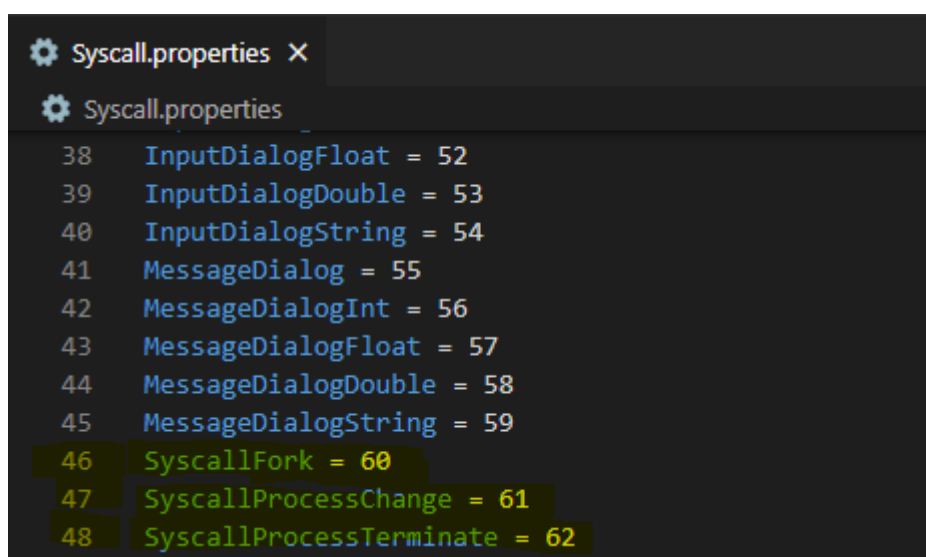 Syscall.properties
Syscall.properties
38 InputDialogFloat = 52
39 InputDialogDouble = 53
40 InputDialogString = 54
41 MessageDialog = 55
42 MessageDialogInt = 56
43 MessageDialogFloat = 57
44 MessageDialogDouble = 58
45 MessageDialogString = 59
46 SyscallFork = 60
47 SyscallProcessChange = 61
48 SyscallProcessTerminate = 62